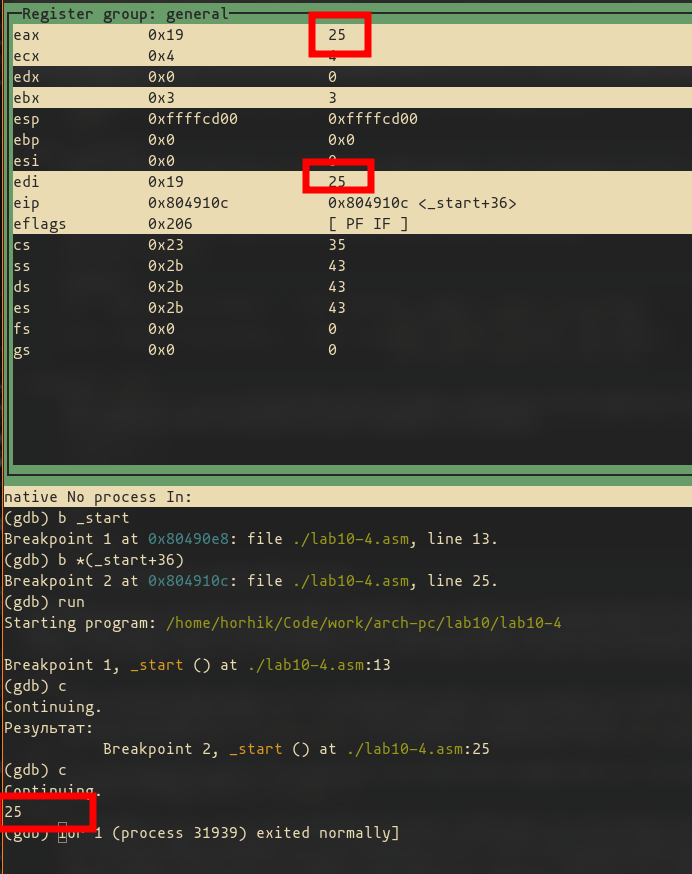 Register group: general
eax 0x19 25
ecx 0x4 4
edx 0x0 0
ebx 0x3 3
esp 0xffffcd00 0xffffcd00
ebp 0x0 0x0
esi 0x0 0
edi 0x19 25
eip 0x804910c 0x804910c <_start+36>
eflags 0x206 [ PF IF ]
cs 0x23 35
ss 0x2b 43
ds 0x2b 43
es 0x2b 43
fs 0x0 0
gs 0x0 0
native No process In:
(gdb) b _start
Breakpoint 1 at 0x80490e8: file ./lab10-4.asm, line 13.
(gdb) b *(_start+36)
Breakpoint 2 at 0x804910c: file ./lab10-4.asm, line 25.
(gdb) run
Starting program: /home/horhik/Code/work/arch-pc/lab10/lab10-4
Breakpoint 1, _start () at ./lab10-4.asm:13
(gdb) c
Continuing.
Результат:
Breakpoint 2, _start () at ./lab10-4.asm:25
(gdb) c
Continuing.
25
(gdb) ior 1 (process 31939) exited normally]